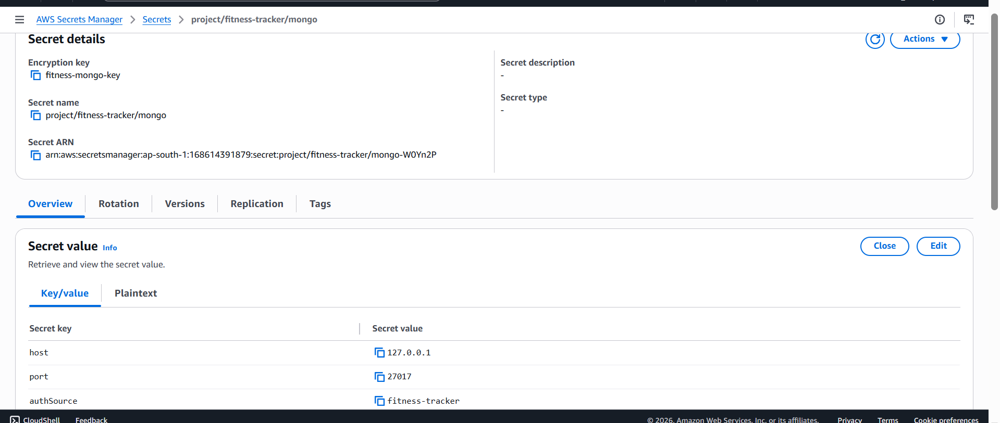 AWS Secrets Manager > Secrets > project/fitness-tracker/mongo
Secret details
Actions
Encryption key
fitness-mongo-key
Secret description
-
Secret name
project/fitness-tracker/mongo
Secret type
-
Secret ARN
arn:aws:secretsmanager:ap-south-1:168614391879:secret:project/fitness-tracker/mongo-W0Yn2P
Overview Rotation Versions Replication Tags
Secret value Info
Close Edit
Retrieve and view the secret value.
Key/value Plaintext
Secret key Secret value
host 127.0.0.1
port 27017
authSource fitness-tracker
CloudShell Feedback © 2026, Amazon Web Services, Inc. or its affiliates. Privacy Terms Cookie preferences